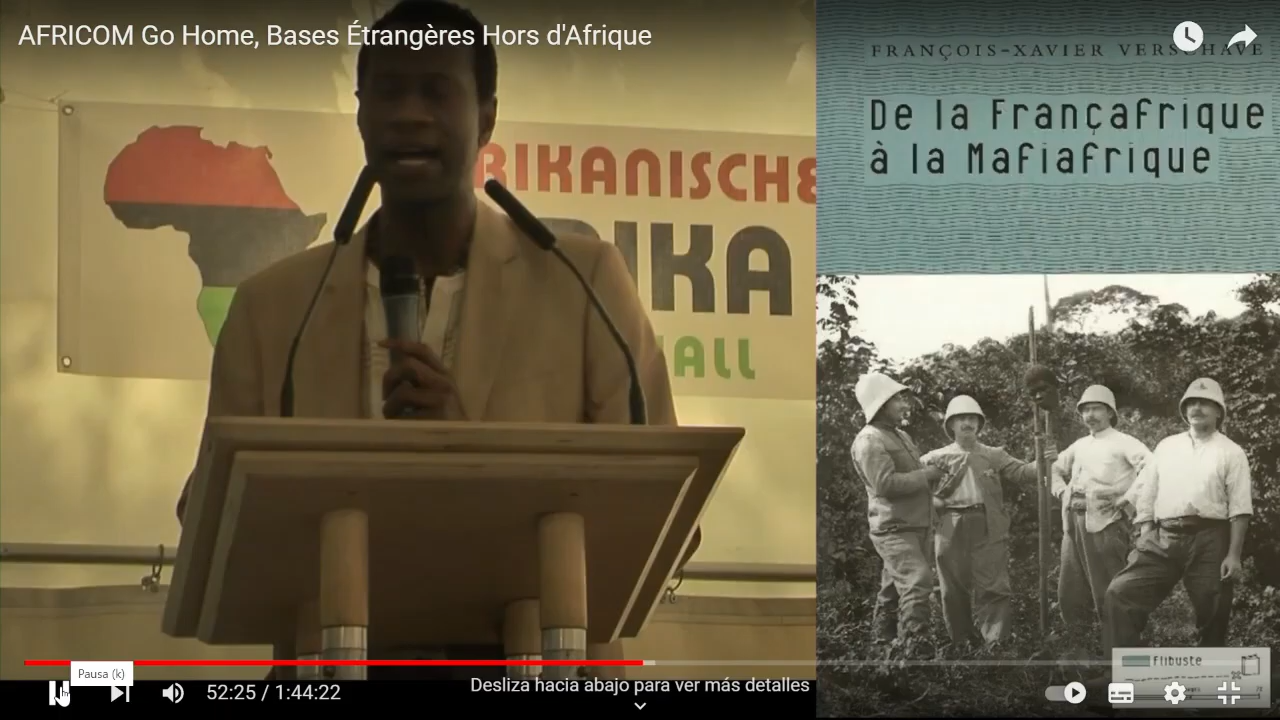 AFRICOM Go Home, Bases Étrangères Hors d'Afrique
FRANÇOIS-XAVIER VERSCHAVE
De la Françafrique
à la Mafiafrique
RIKANISCHE
IKA
ALL
Flibuste
Pausa (k)
52:25 / 1:44:22
Desliza hacia abajo para ver más detalles